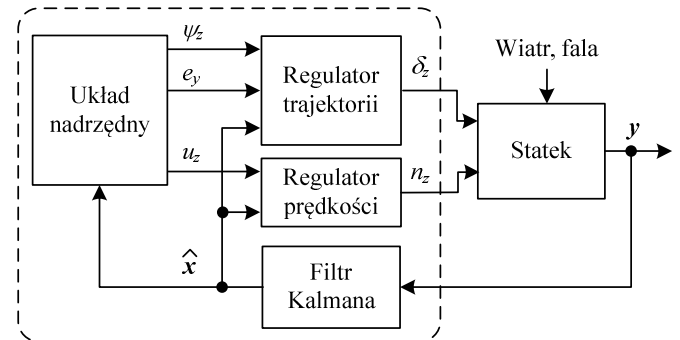 ψz
ey
uz
Układ
nadrzędny
Regulator
trajektorii
δz
Wiatr, fala
Statek
y
Regulator
prędkości
nz
x̂
Filtr
Kalmana